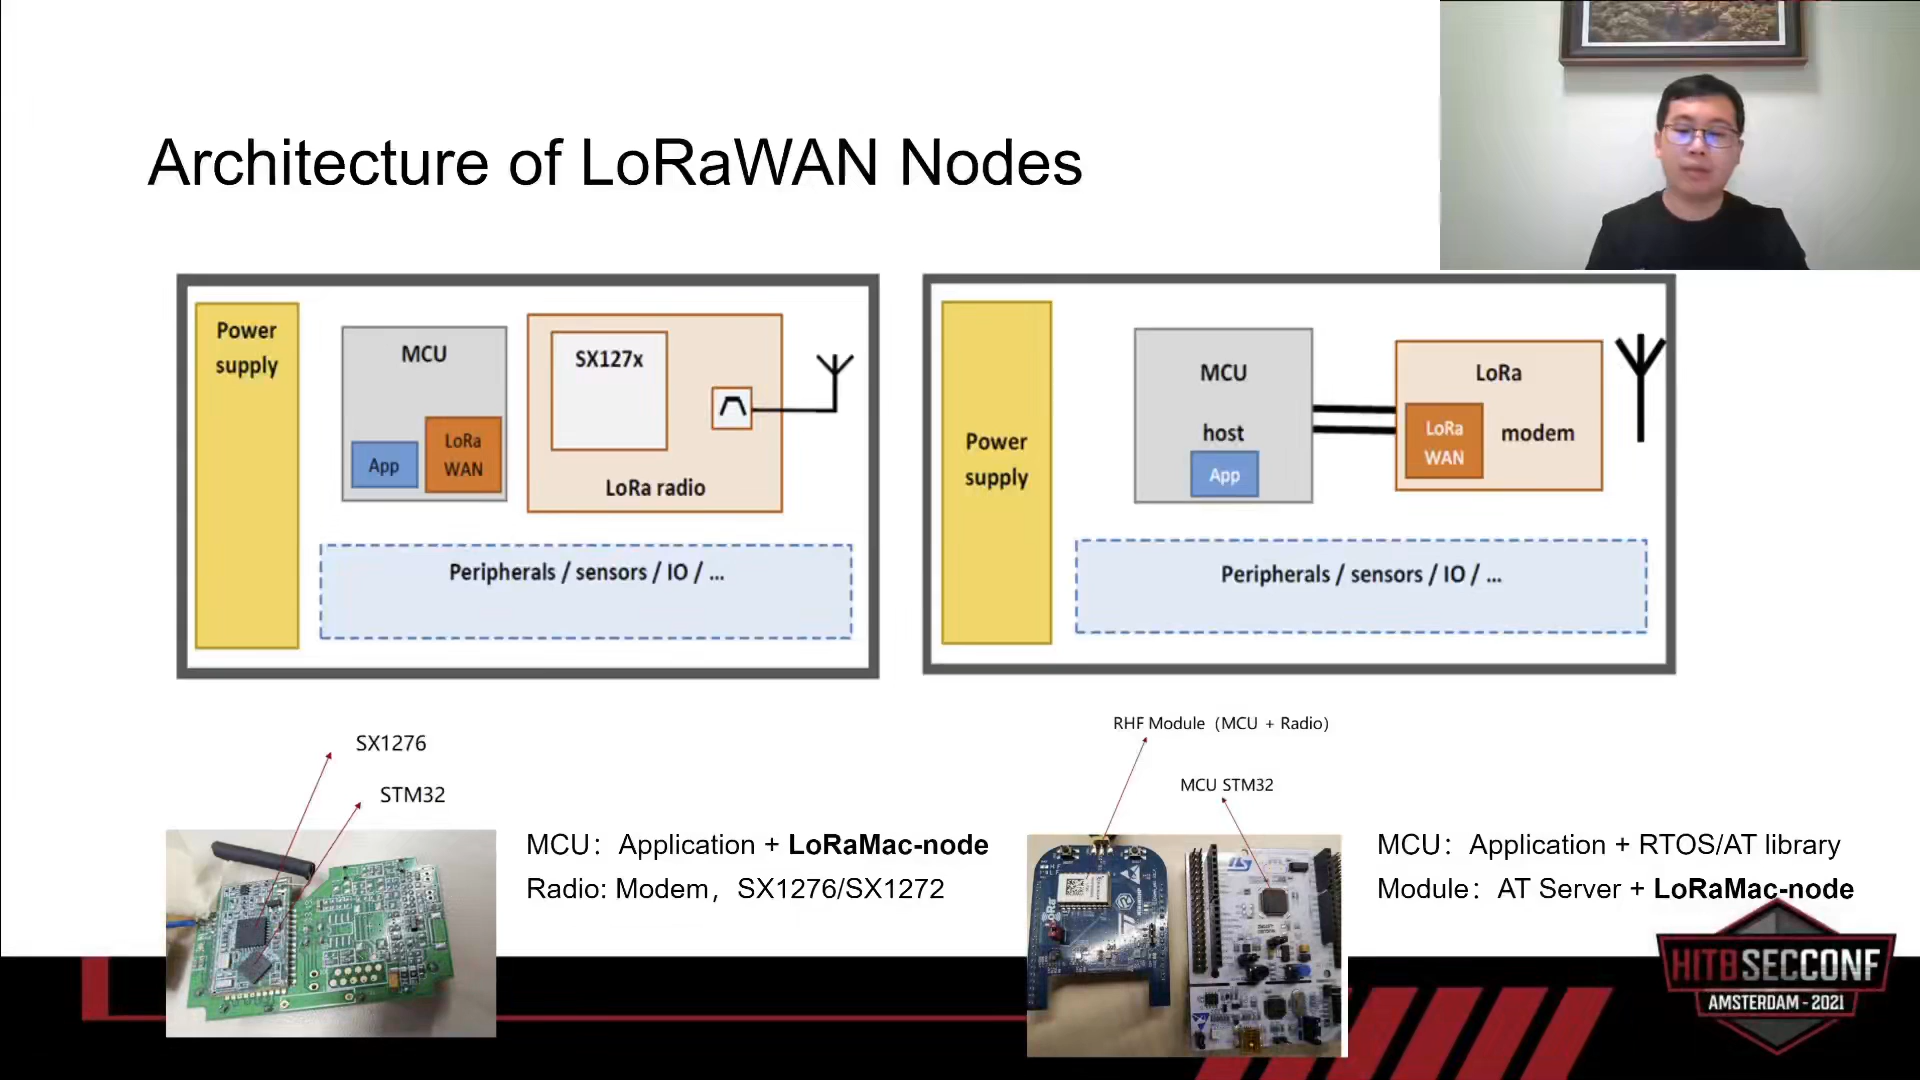 Architecture of LoRaWAN Nodes
Power
supply
MCU
App
LoRa
WAN
SX127x
LoRa radio
Peripherals / sensors / IO / ...
Power
supply
MCU
host
App
LoRa
LoRa
WAN
modem
Peripherals / sensors / IO / ...
SX1276
STM32
MCU：Application + LoRaMac-node
Radio: Modem，SX1276/SX1272
RHF Module（MCU + Radio）
MCU STM32
MCU：Application + RTOS/AT library
Module：AT Server + LoRaMac-node
HITBSECCONF
AMSTERDAM - 2021